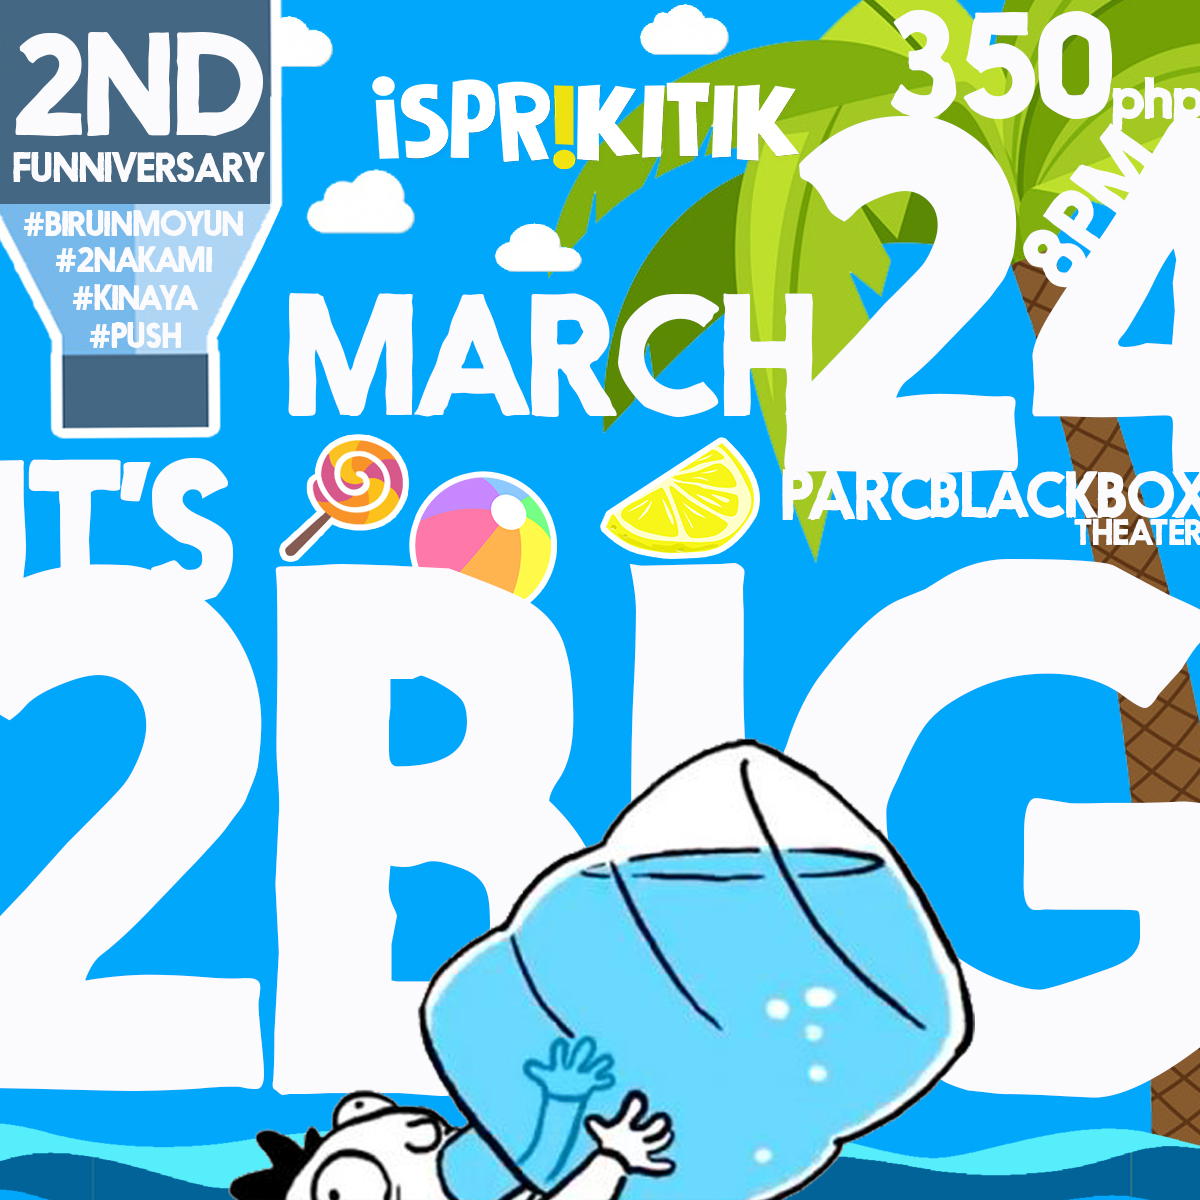 2ND
FUNNIVERSARY
#BIRUINMOYUN
#2NAKAMI
#KINAYA
#PUSH
iSPR!KITIK
350php
8PM
MARCH 24
PARCBLACKBOX
THEATER
IT'S
2BIG